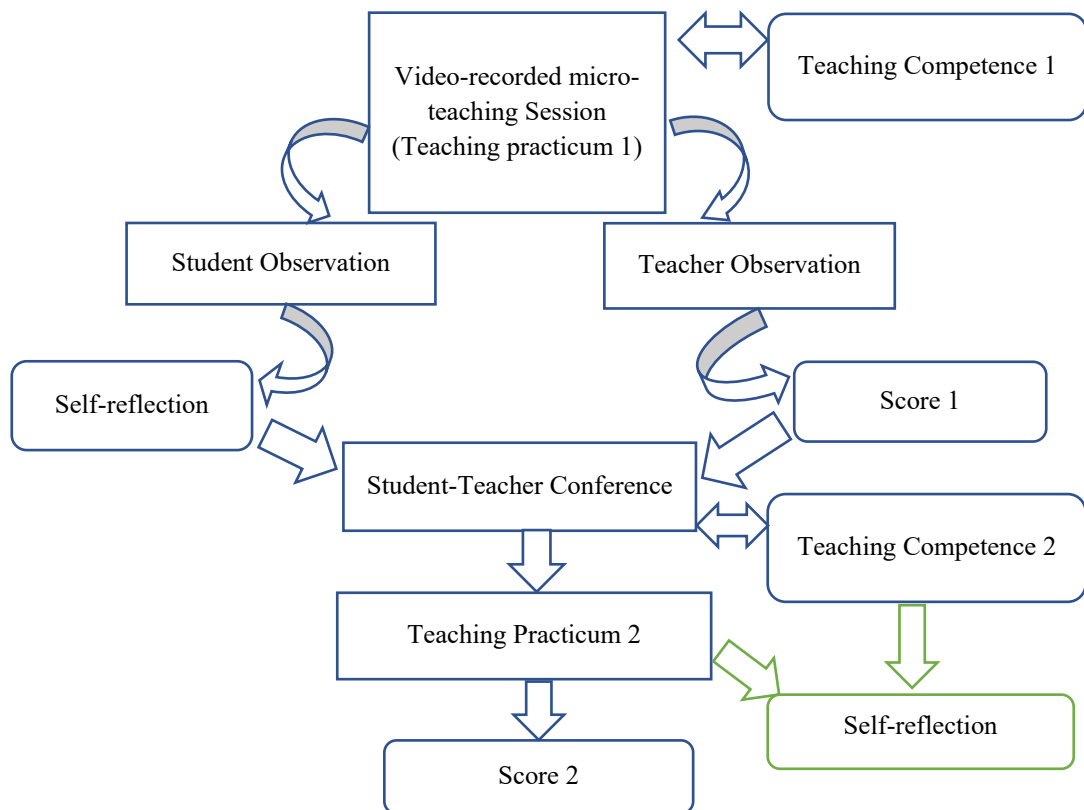 Video-recorded micro-
teaching Session
(Teaching practicum 1)
Teaching Competence 1
Student Observation
Teacher Observation
Self-reflection
Score 1
Student-Teacher Conference
Teaching Competence 2
Teaching Practicum 2
Self-reflection
Score 2